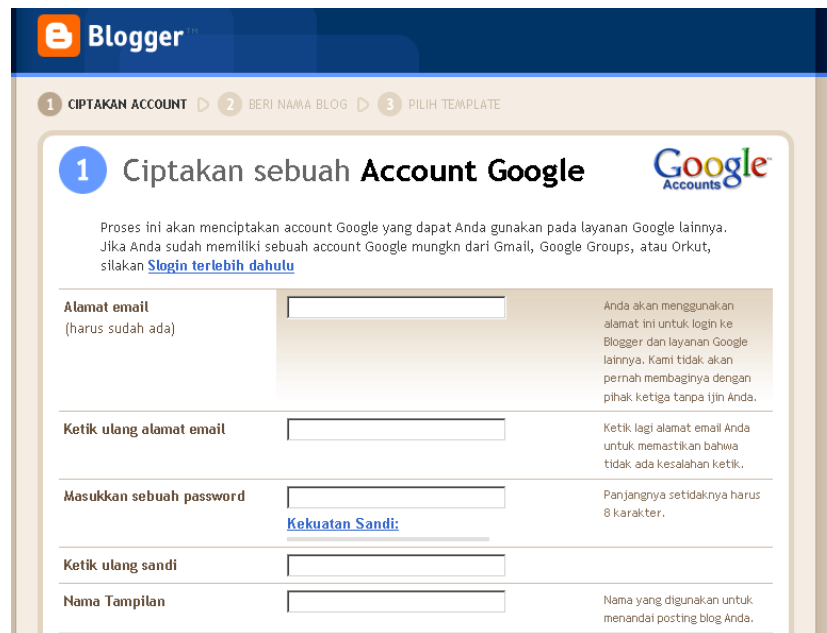 Blogger™
1 CIPTAKAN ACCOUNT 2 BERI NAMA BLOG 3 PILIH TEMPLATE
1 Ciptakan sebuah Account Google
Google™
Accounts
Proses ini akan menciptakan account Google yang dapat Anda gunakan pada layanan Google lainnya.
Jika Anda sudah memiliki sebuah account Google mungkn dari Gmail, Google Groups, atau Orkut,
silakan Slogin terlebih dahulu
Alamat email
(harus sudah ada)
Anda akan menggunakan
alamat ini untuk login ke
Blogger dan layanan Google
lainnya. Kami tidak akan
pernah membaginya dengan
pihak ketiga tanpa ijin Anda.
Ketik ulang alamat email
Ketik lagi alamat email Anda
untuk memastikan bahwa
tidak ada kesalahan ketik.
Masukkan sebuah password
Kekuatan Sandi:
Panjangnya setidaknya harus
8 karakter.
Ketik ulang sandi
Nama Tampilan
Nama yang digunakan untuk
menandai posting blog Anda.